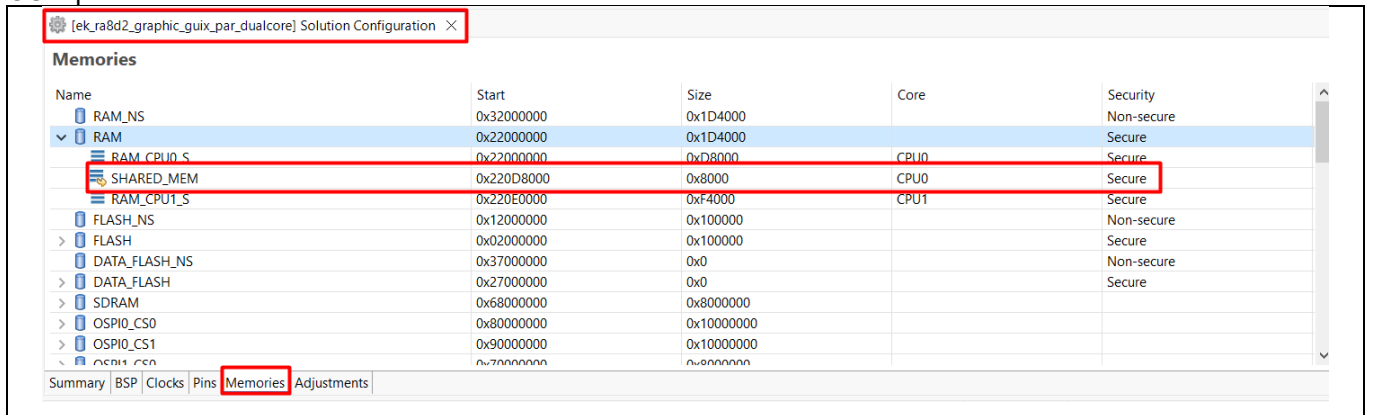 [ek_ra8d2_graphic_guix_par_dualcore] Solution Configuration
Memories
Name Start Size Core Security
RAM_NS 0x32000000 0x1D4000 Non-secure
RAM 0x22000000 0x1D4000 Secure
RAM_CPU0_S 0x22000000 0xD8000 CPU0 Secure
SHARED_MEM 0x220D8000 0x8000 CPU0 Secure
RAM_CPU1_S 0x220E0000 0xF4000 CPU1 Secure
FLASH_NS 0x12000000 0x100000 Non-secure
FLASH 0x02000000 0x100000 Secure
DATA_FLASH_NS 0x37000000 0x0 Non-secure
DATA_FLASH 0x27000000 0x0 Secure
SDRAM 0x68000000 0x8000000
OSPI0_CS0 0x80000000 0x10000000
OSPI0_CS1 0x90000000 0x10000000
OSPI1_CS0 0x70000000 0x8000000
Summary BSP Clocks Pins Memories Adjustments